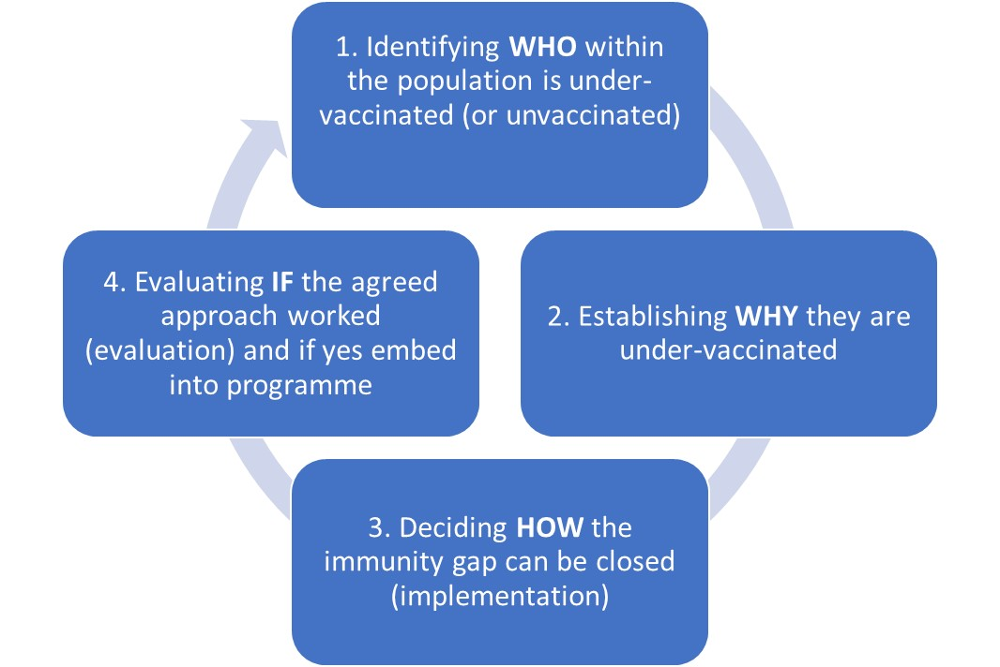 1. Identifying WHO within
the population is under-
vaccinated (or unvaccinated)
2. Establishing WHY they are
under-vaccinated
3. Deciding HOW the
immunity gap can be closed
(implementation)
4. Evaluating IF the agreed
approach worked
(evaluation) and if yes embed
into programme